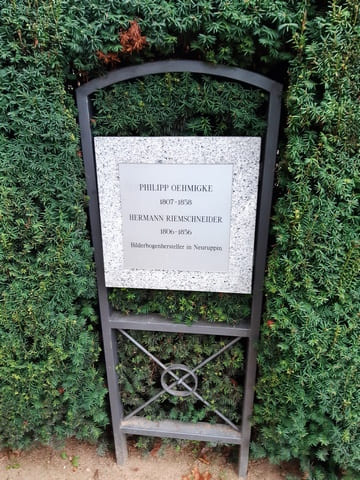 PHILIPP OEHMIGKE
1807-1858
HERMANN RIEMSCHNEIDER
1806-1856
Bilderbogenhersteller in Neuruppin